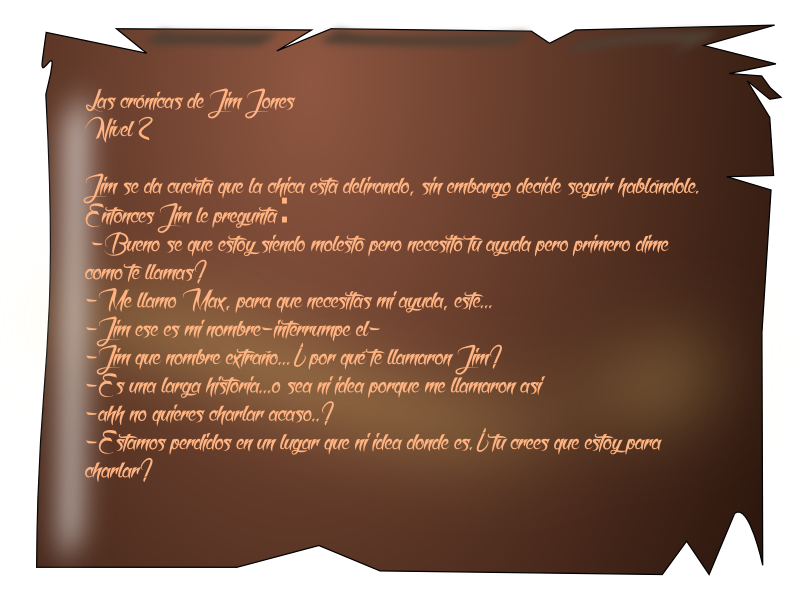 Las crónicas de Jim Jones
Nivel 2
Jim se da cuenta que la chica está delirando, sin embargo decide seguir hablándole.
Entonces Jim le pregunta:
-Bueno se que estoy siendo molesto pero necesito tu ayuda pero primero dime
como te llamas?
- Me llamo Max, para que necesitas mi ayuda, este...
-Jim ese es mi nombre-interrumpe el-
-Jim que nombre extraño...¿por qué te llamaron Jim?
-Es una larga historia...o sea ni idea porque me llamaron asi
-ahh no quieres charlar acaso..?
-Estamos perdidos en un lugar que ni idea donde es.¿tu crees que estoy para
charlar?